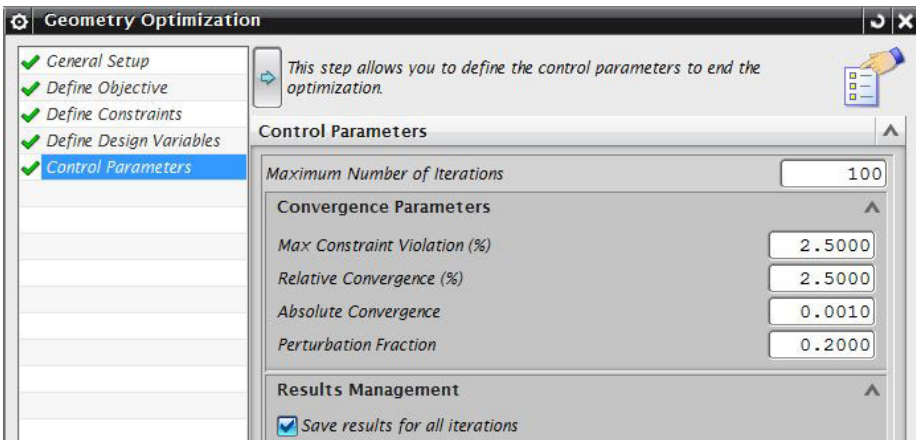 Geometry Optimization
General Setup
Define Objective
Define Constraints
Define Design Variables
Control Parameters
This step allows you to define the control parameters to end the
optimization.
Control Parameters
Maximum Number of Iterations 100
Convergence Parameters
Max Constraint Violation (%) 2.5000
Relative Convergence (%) 2.5000
Absolute Convergence 0.0010
Perturbation Fraction 0.2000
Results Management
Save results for all iterations